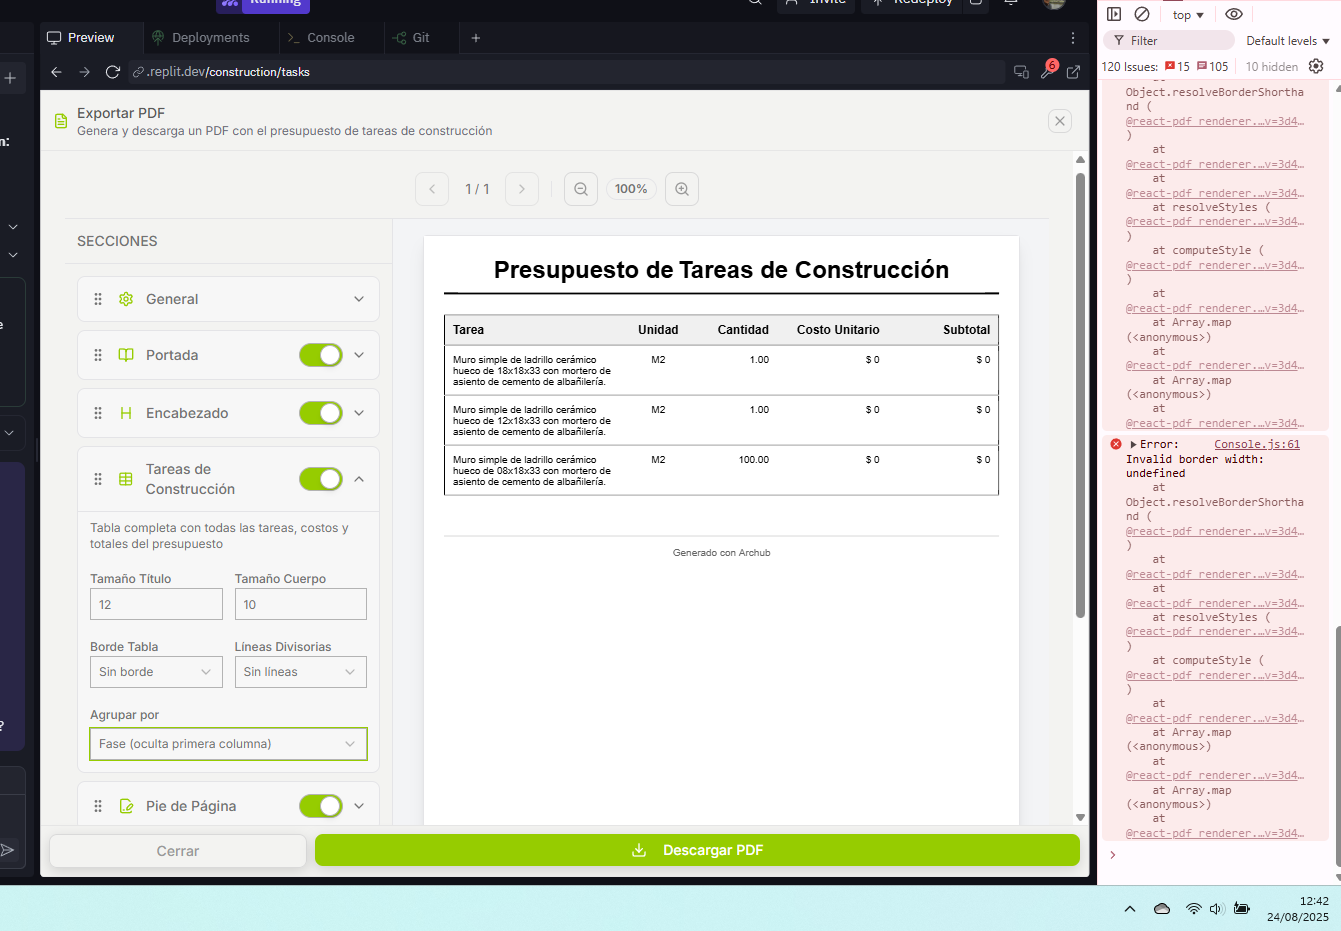 Running
Invite
Redeploy
Preview
Deployments
Console
Git
.replit.dev/construction/tasks
6
Exportar PDF
Genera y descarga un PDF con el presupuesto de tareas de construcción
1 / 1
100%
SECCIONES
General
Portada
Encabezado
Tareas de
Construcción
Tabla completa con todas las tareas, costos y
totales del presupuesto
Tamaño Título
Tamaño Cuerpo
12
10
Borde Tabla
Líneas Divisorias
Sin borde
Sin líneas
Agrupar por
Fase (oculta primera columna)
Pie de Página
Presupuesto de Tareas de Construcción
Tarea Unidad Cantidad Costo Unitario Subtotal
Muro simple de ladrillo cerámico
hueco de 18x18x33 con mortero de
asiento de cemento de albañilería.
M2 1.00 $ 0 $ 0
Muro simple de ladrillo cerámico
hueco de 12x18x33 con mortero de
asiento de cemento de albañilería.
M2 1.00 $ 0 $ 0
Muro simple de ladrillo cerámico
hueco de 08x18x33 con mortero de
asiento de cemento de albañilería.
M2 100.00 $ 0 $ 0
Generado con Archub
Cerrar
Descargar PDF
top
Filter
Default levels
120 Issues: 15 105
10 hidden
Object.resolveBorderShortha
nd (
@react-pdf_renderer.…v=3d4…
)
at
@react-pdf_renderer.…v=3d4…
at
@react-pdf_renderer.…v=3d4…
at resolveStyles (
@react-pdf_renderer.…v=3d4…
)
at computeStyle (
@react-pdf_renderer.…v=3d4…
)
at
@react-pdf_renderer.…v=3d4…
at Array.map
(<anonymous>)
at
@react-pdf_renderer.…v=3d4…
at Array.map
(<anonymous>)
at
@react-pdf_renderer.…v=3d4…
Error: Console.js:61
Invalid border width:
undefined
at
Object.resolveBorderShortha
nd (
@react-pdf_renderer.…v=3d4…
)
at
@react-pdf_renderer.…v=3d4…
at
@react-pdf_renderer.…v=3d4…
at resolveStyles (
@react-pdf_renderer.…v=3d4…
)
at computeStyle (
@react-pdf_renderer.…v=3d4…
)
at
@react-pdf_renderer.…v=3d4…
at Array.map
(<anonymous>)
at
@react-pdf_renderer.…v=3d4…
at Array.map
(<anonymous>)
at
@react-pdf_renderer.…v=3d4…
12:42
24/08/2025